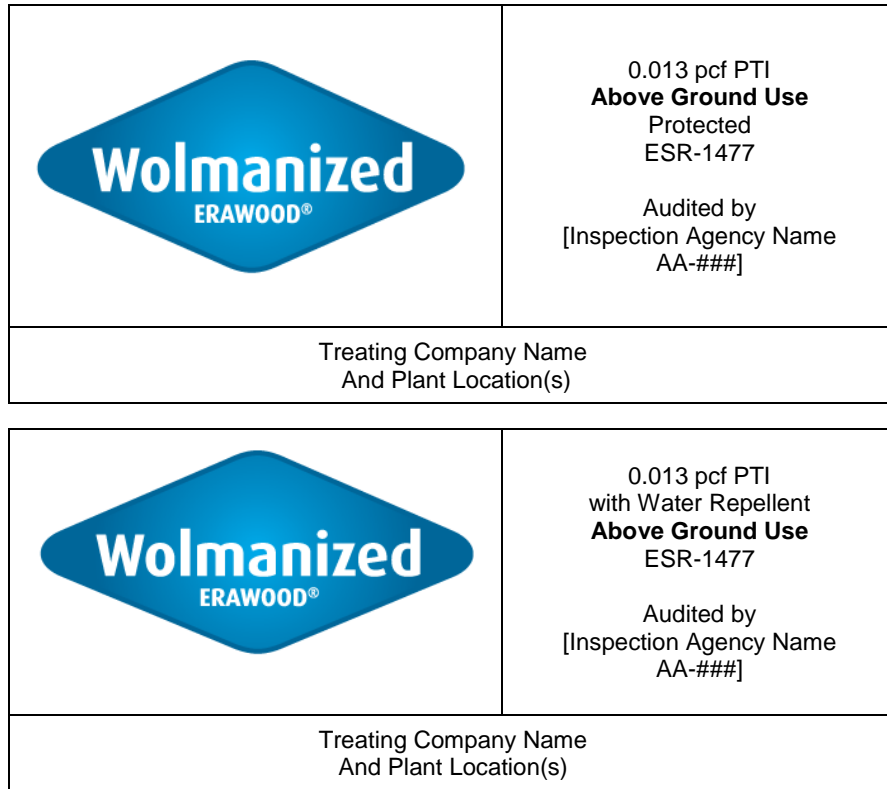 Wolmanized
ERAWOOD®
0.013 pcf PTI
Above Ground Use
Protected
ESR-1477
Audited by
[Inspection Agency Name
AA-###]
Treating Company Name
And Plant Location(s)
Wolmanized
ERAWOOD®
0.013 pcf PTI
with Water Repellent
Above Ground Use
ESR-1477
Audited by
[Inspection Agency Name
AA-###]
Treating Company Name
And Plant Location(s)